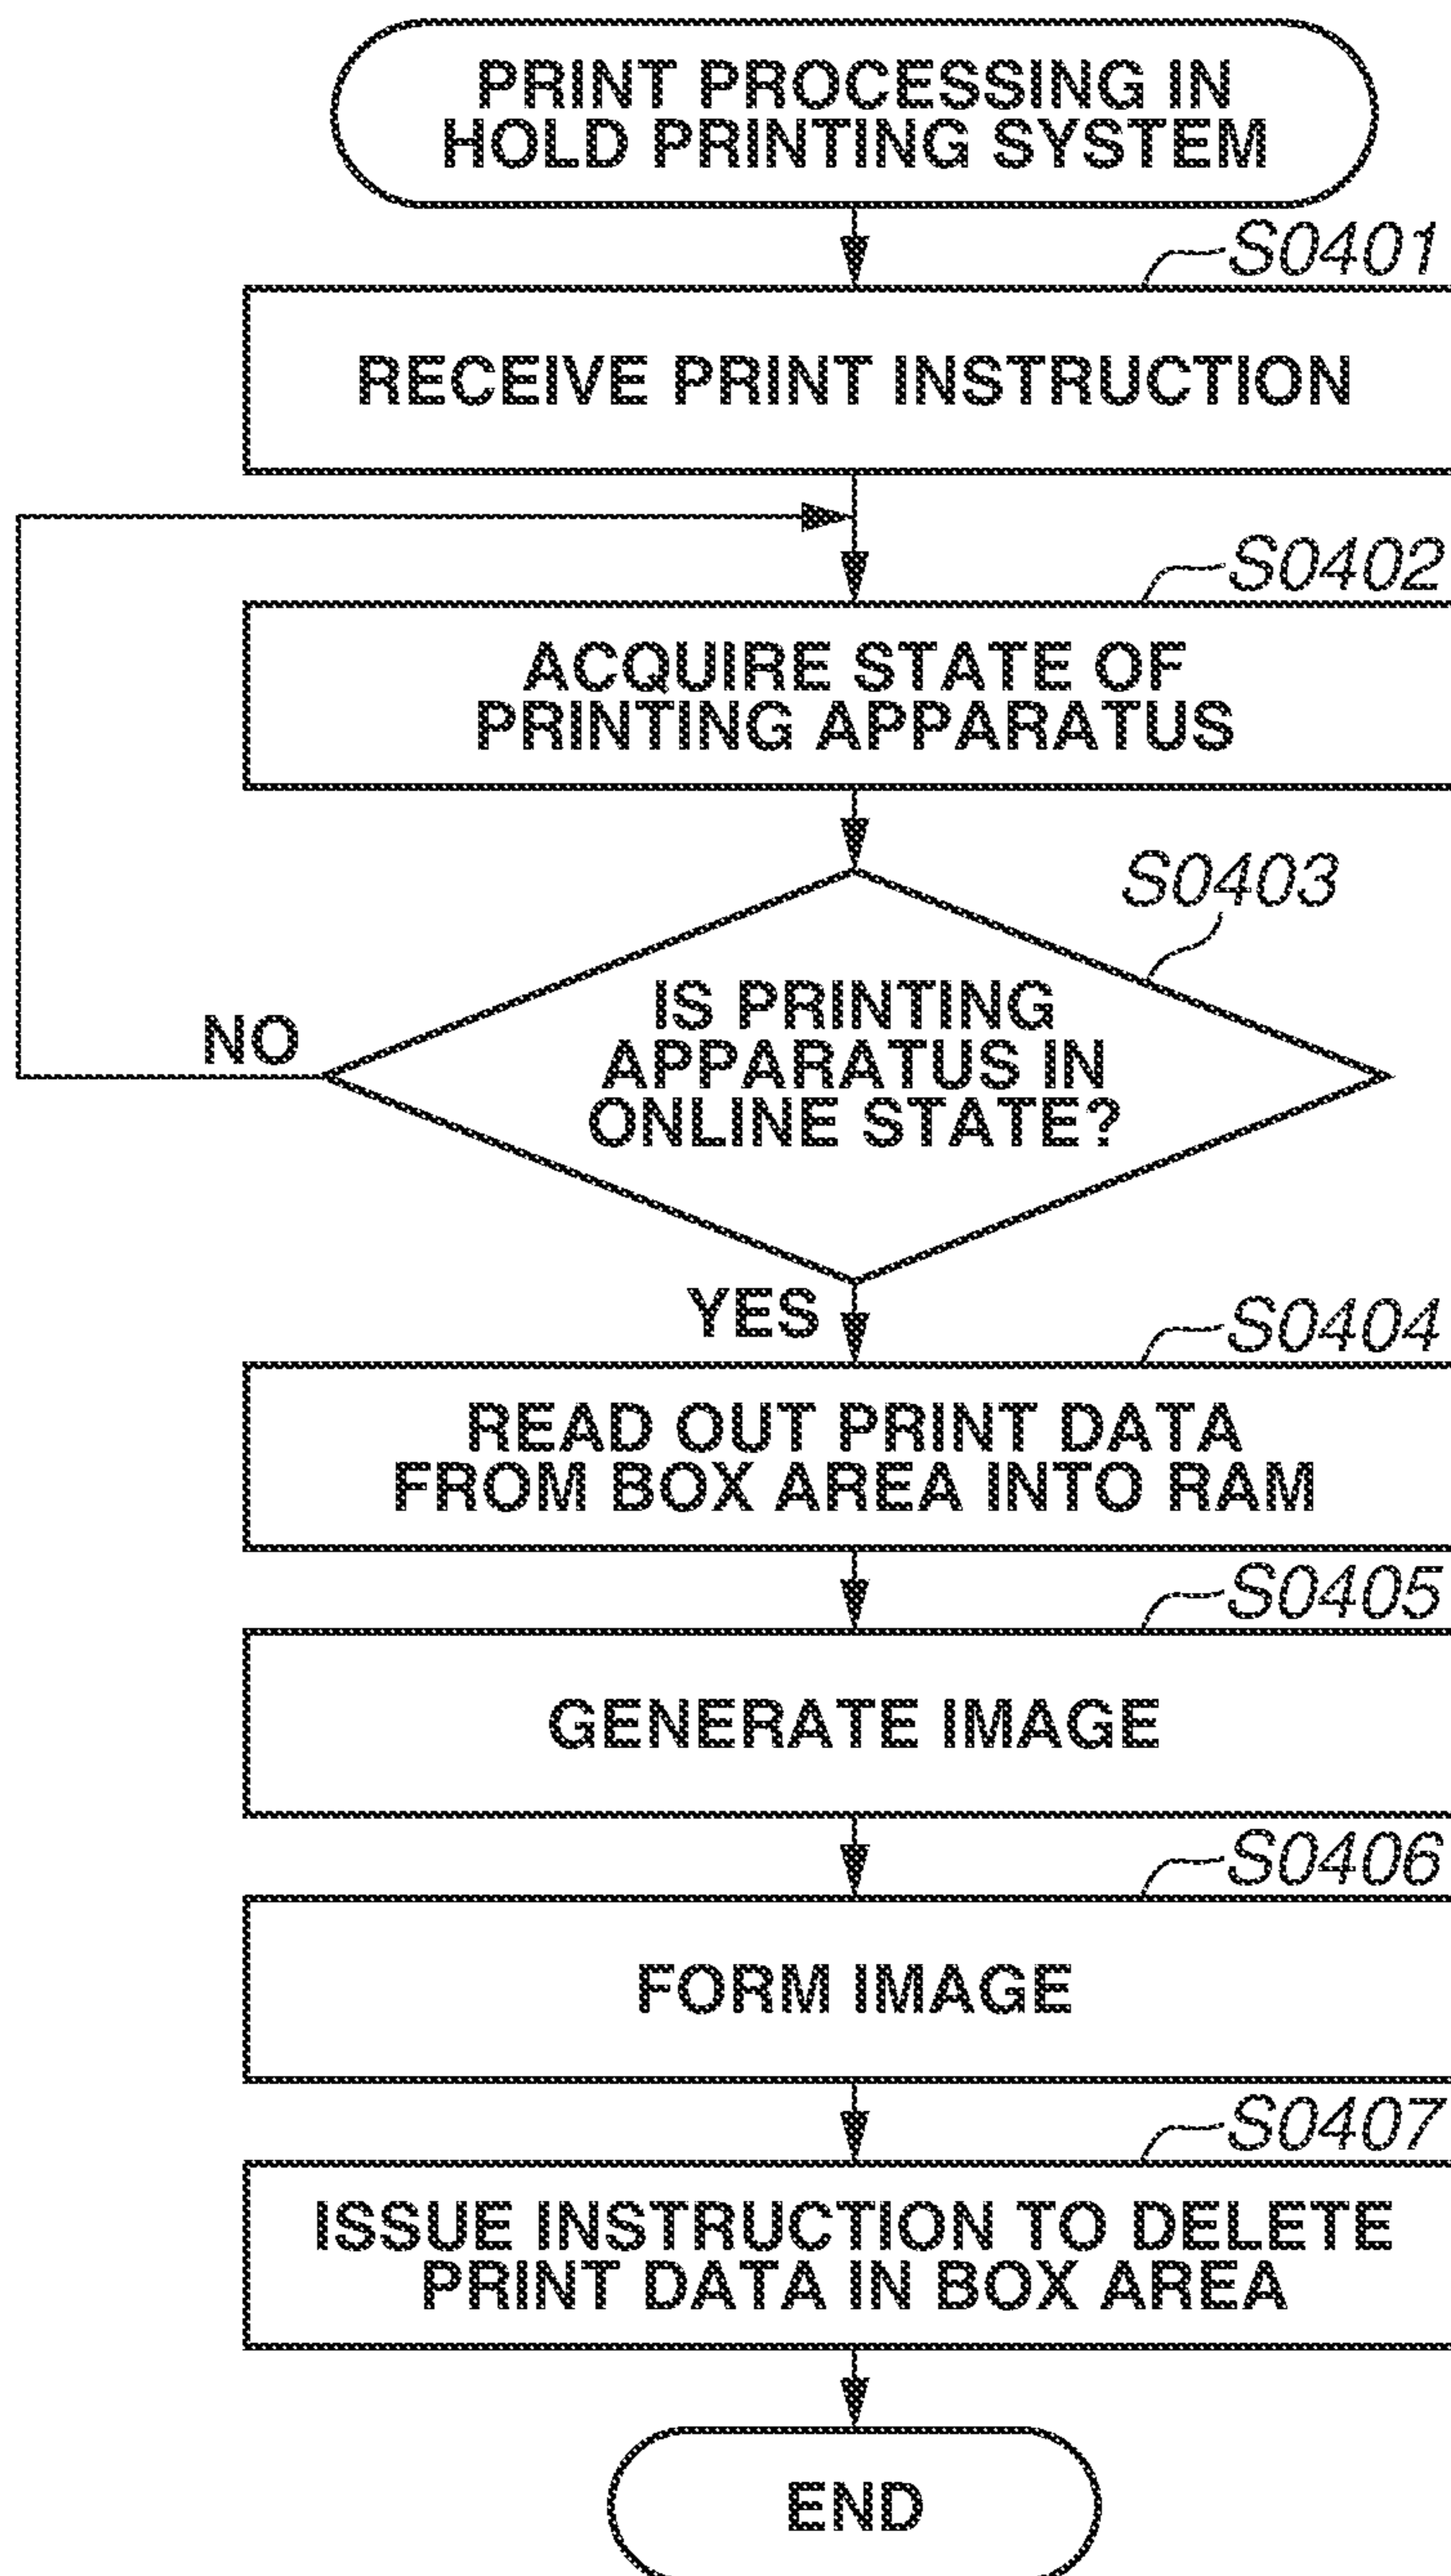 PRINT PROCESSING IN
HOLD PRINTING SYSTEM
S0401
RECEIVE PRINT INSTRUCTION
S0402
ACQUIRE STATE OF
PRINTING APPARATUS
S0403
IS PRINTING
APPARATUS IN
ONLINE STATE?
NO
YES
S0404
READ OUT PRINT DATA
FROM BOX AREA INTO RAM
S0405
GENERATE IMAGE
S0406
FORM IMAGE
S0407
ISSUE INSTRUCTION TO DELETE
PRINT DATA IN BOX AREA
END